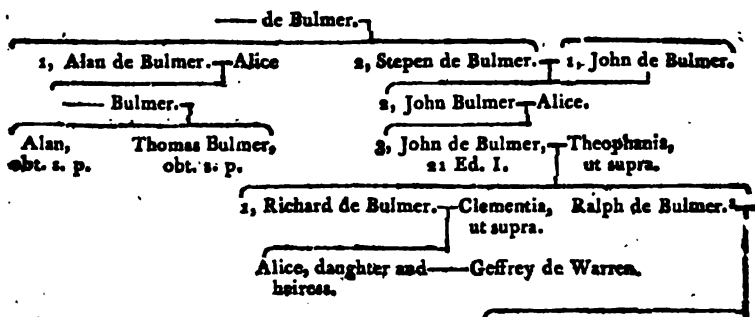 —— de Bulmer.
1, Alan de Bulmer. Alice 2, Stepen de Bulmer. 1, John de Bulmer.
—— Bulmer. 2, John Bulmer Alice.
Alan, Thomas Bulmer, 3, John de Bulmer, Theophania,
obt. s. p. obt. s. p. 21 Ed. I. ut supra.
1, Richard de Bulmer. Clementia, Ralph de Bulmer. 2
ut supra.
Alice, daughter and Geffrey de Warren.
heiress.